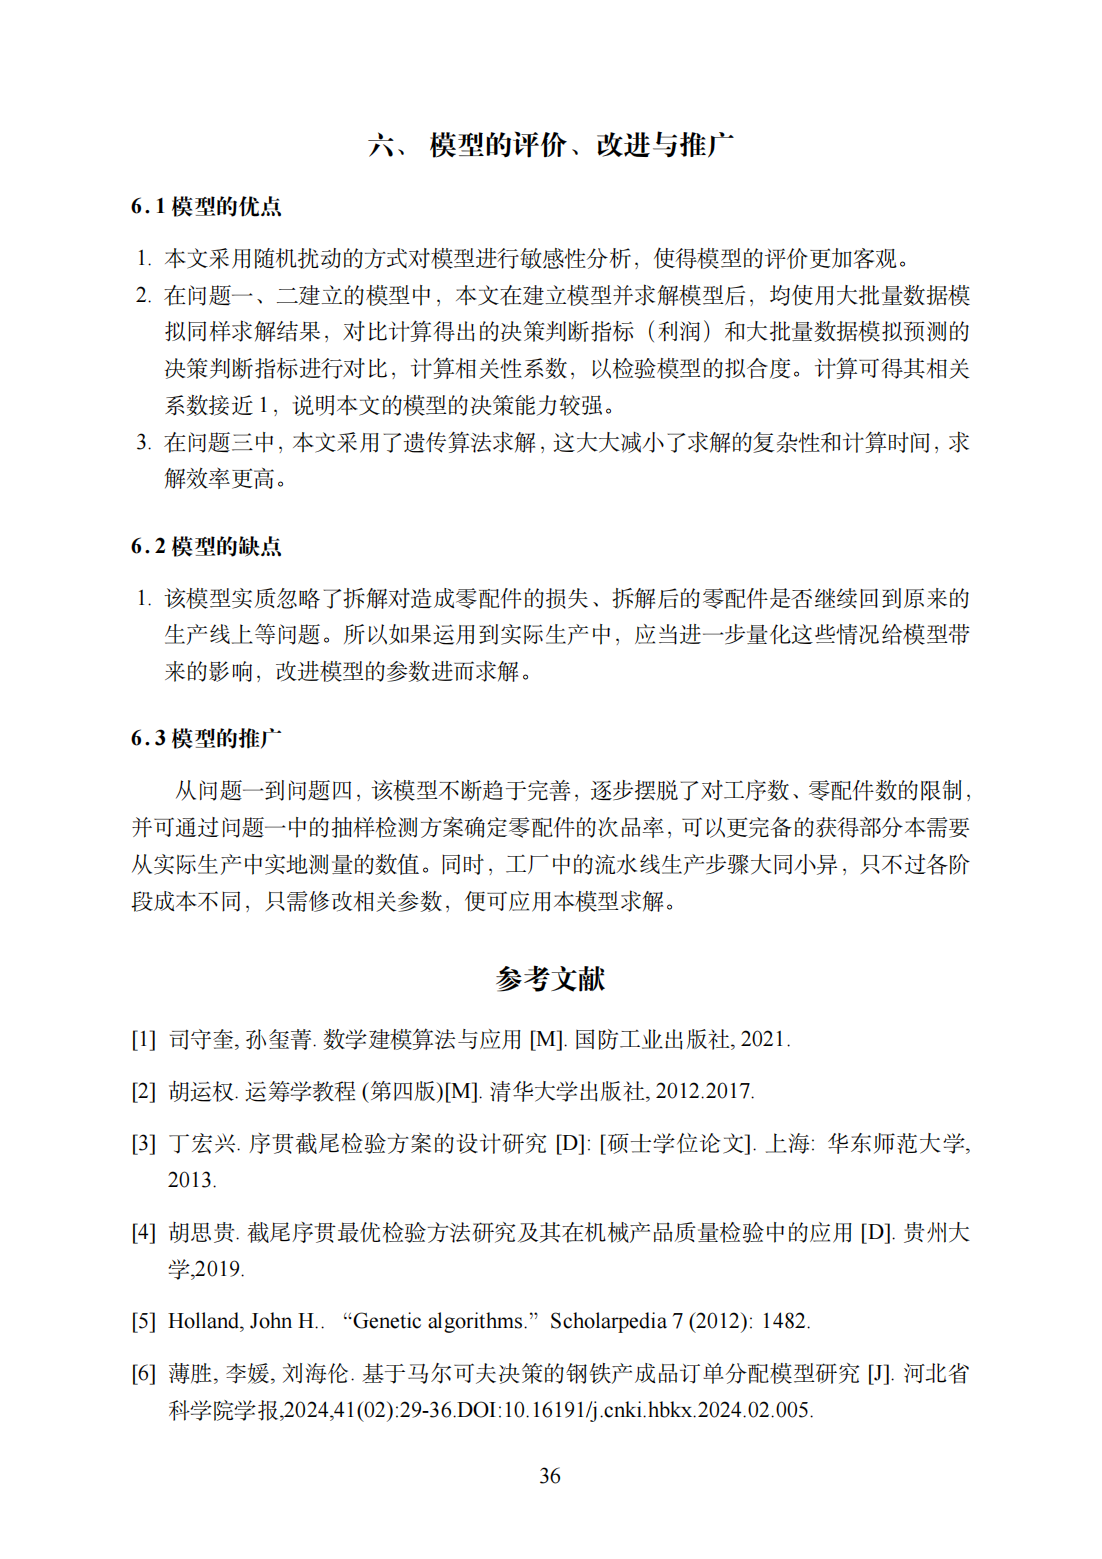 六、 模型的评价、改进与推广
6.1 模型的优点
1. 本文采用随机扰动的方式对模型进行敏感性分析，使得模型的评价更加客观。
2. 在问题一、二建立的模型中，本文在建立模型并求解模型后，均使用大批量数据模
拟同样求解结果，对比计算得出的决策判断指标（利润）和大批量数据模拟预测的
决策判断指标进行对比，计算相关性系数，以检验模型的拟合度。计算可得其相关
系数接近 1，说明本文的模型的决策能力较强。
3. 在问题三中，本文采用了遗传算法求解，这大大减小了求解的复杂性和计算时间，求
解效率更高。
6.2 模型的缺点
1. 该模型实质忽略了拆解对造成零配件的损失、拆解后的零配件是否继续回到原来的
生产线上等问题。所以如果运用到实际生产中，应当进一步量化这些情况给模型带
来的影响，改进模型的参数进而求解。
6.3 模型的推广
从问题一到问题四，该模型不断趋于完善，逐步摆脱了对工序数、零配件数的限制，
并可通过问题一中的抽样检测方案确定零配件的次品率，可以更完备的获得部分本需要
从实际生产中实地测量的数值。同时，工厂中的流水线生产步骤大同小异，只不过各阶
段成本不同，只需修改相关参数，便可应用本模型求解。
参考文献
[1] 司守奎, 孙玺菁. 数学建模算法与应用 [M]. 国防工业出版社, 2021.
[2] 胡运权. 运筹学教程 (第四版)[M]. 清华大学出版社, 2012.2017.
[3] 丁宏兴. 序贯截尾检验方案的设计研究 [D]: [硕士学位论文]. 上海: 华东师范大学,
2013.
[4] 胡思贵. 截尾序贯最优检验方法研究及其在机械产品质量检验中的应用 [D]. 贵州大
学,2019.
[5] Holland, John H.. “Genetic algorithms.” Scholarpedia 7 (2012): 1482.
[6] 薄胜, 李媛, 刘海伦. 基于马尔可夫决策的钢铁产成品订单分配模型研究 [J]. 河北省
科学院学报,2024,41(02):29-36.DOI:10.16191/j.cnki.hbkx.2024.02.005.
36